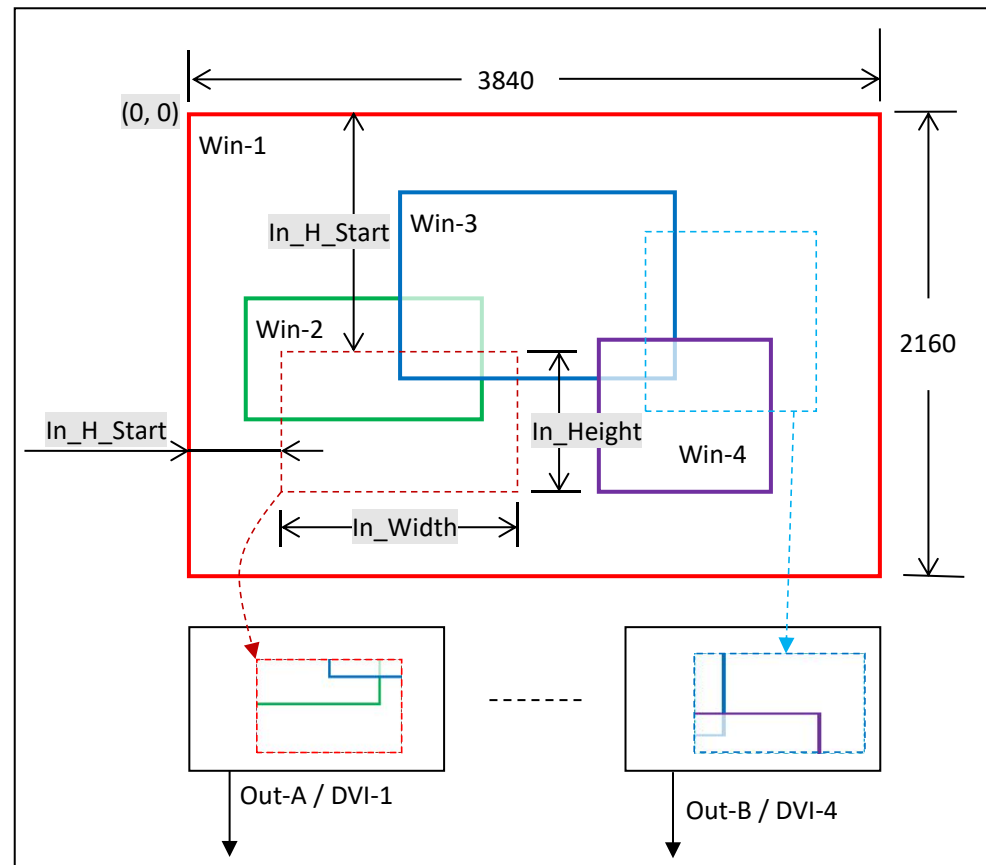 3840
(0, 0)
Win-1
In_H_Start
Win-3
Win-2
2160
In_H_Start
In_Height
Win-4
In_Width
Out-A / DVI-1
Out-B / DVI-4